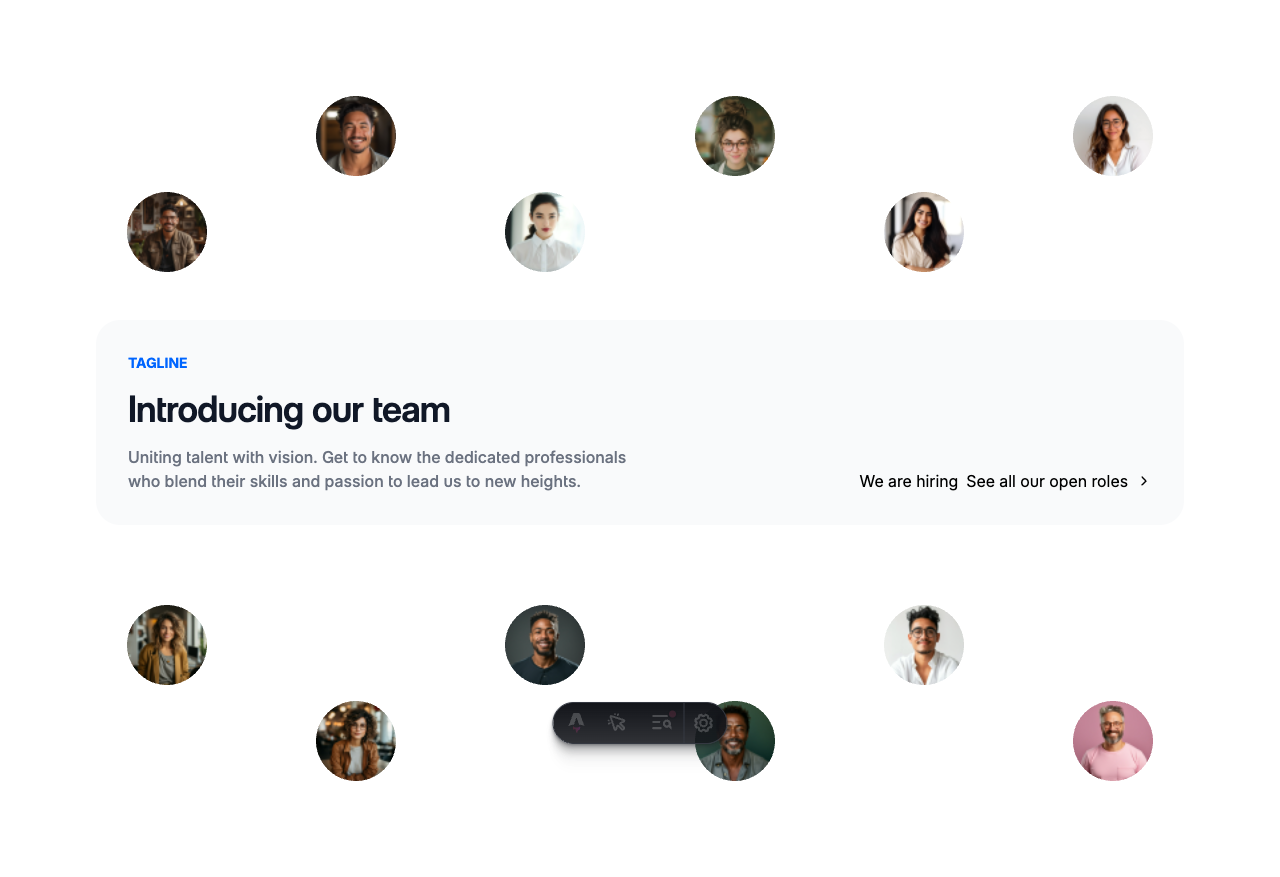 TAGLINE
Introducing our team
Uniting talent with vision. Get to know the dedicated professionals
who blend their skills and passion to lead us to new heights.
We are hiring See all our open roles